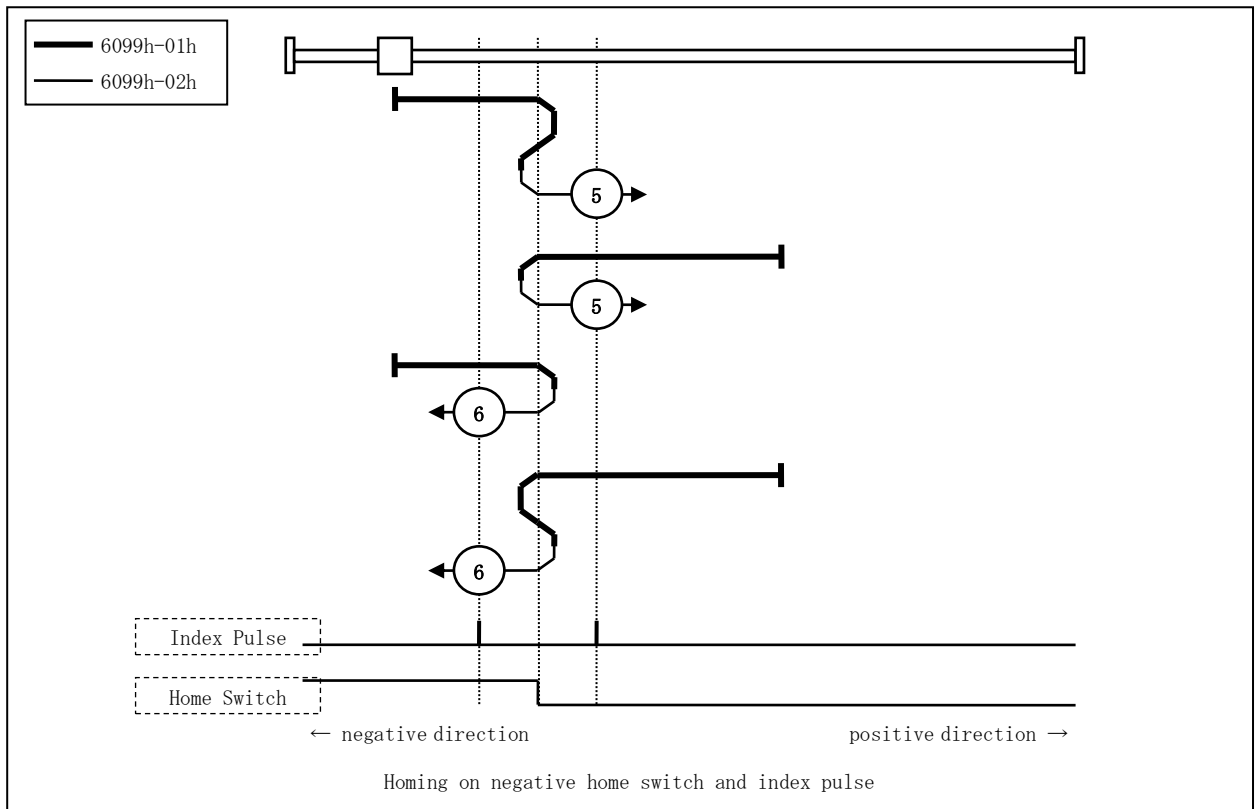 6099h-01h
6099h-02h
5
5
6
6
Index Pulse
Home Switch
← negative direction
positive direction →
Homing on negative home switch and index pulse